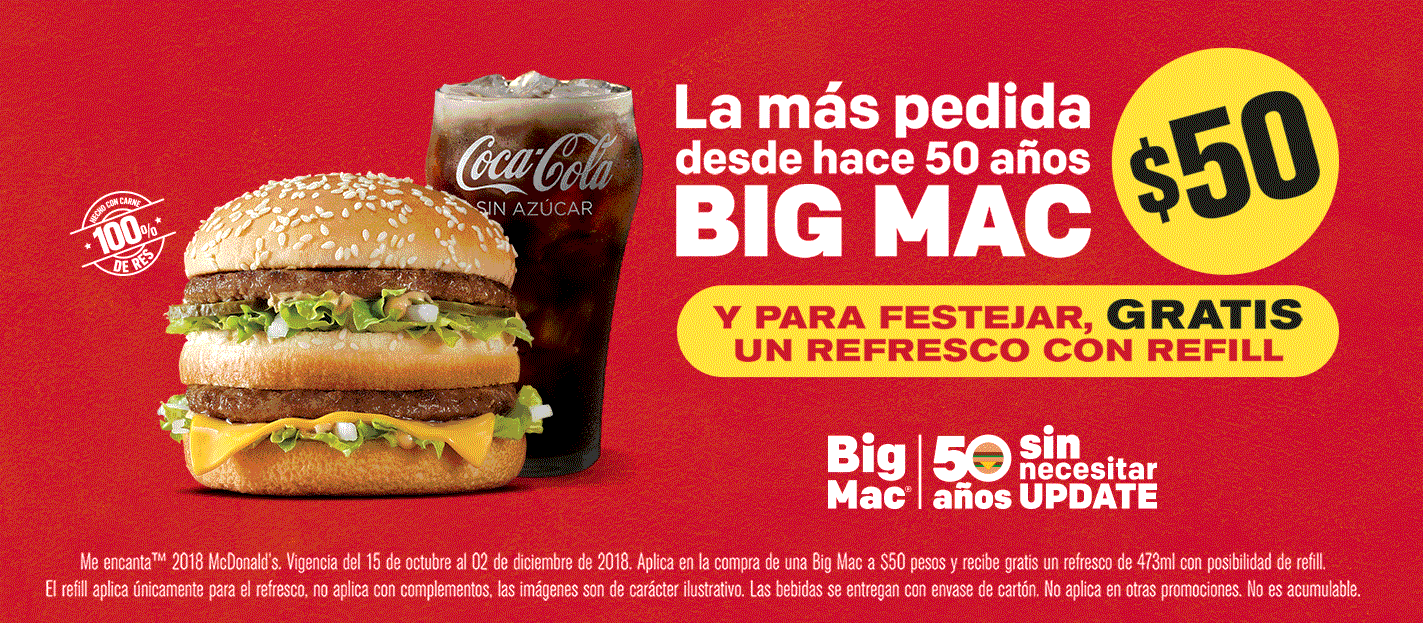 HECHO CON CARNE
100%
DE RES
Coca-Cola
SIN AZÚCAR
La más pedida
desde hace 50 años
BIG MAC
$50
Y PARA FESTEJAR, GRATIS
UN REFRESCO CON REFILL
Big
Mac®
50
años
sin
necesitar
UPDATE
Me encanta™ 2018 McDonald's. Vigencia del 15 de octubre al 02 de diciembre de 2018. Aplica en la compra de una Big Mac a $50 pesos y recibe gratis un refresco de 473ml con posibilidad de refill.
El refill aplica únicamente para el refresco, no aplica con complementos, las imágenes son de carácter ilustrativo. Las bebidas se entregan con envase de cartón. No aplica en otras promociones. No es acumulable.